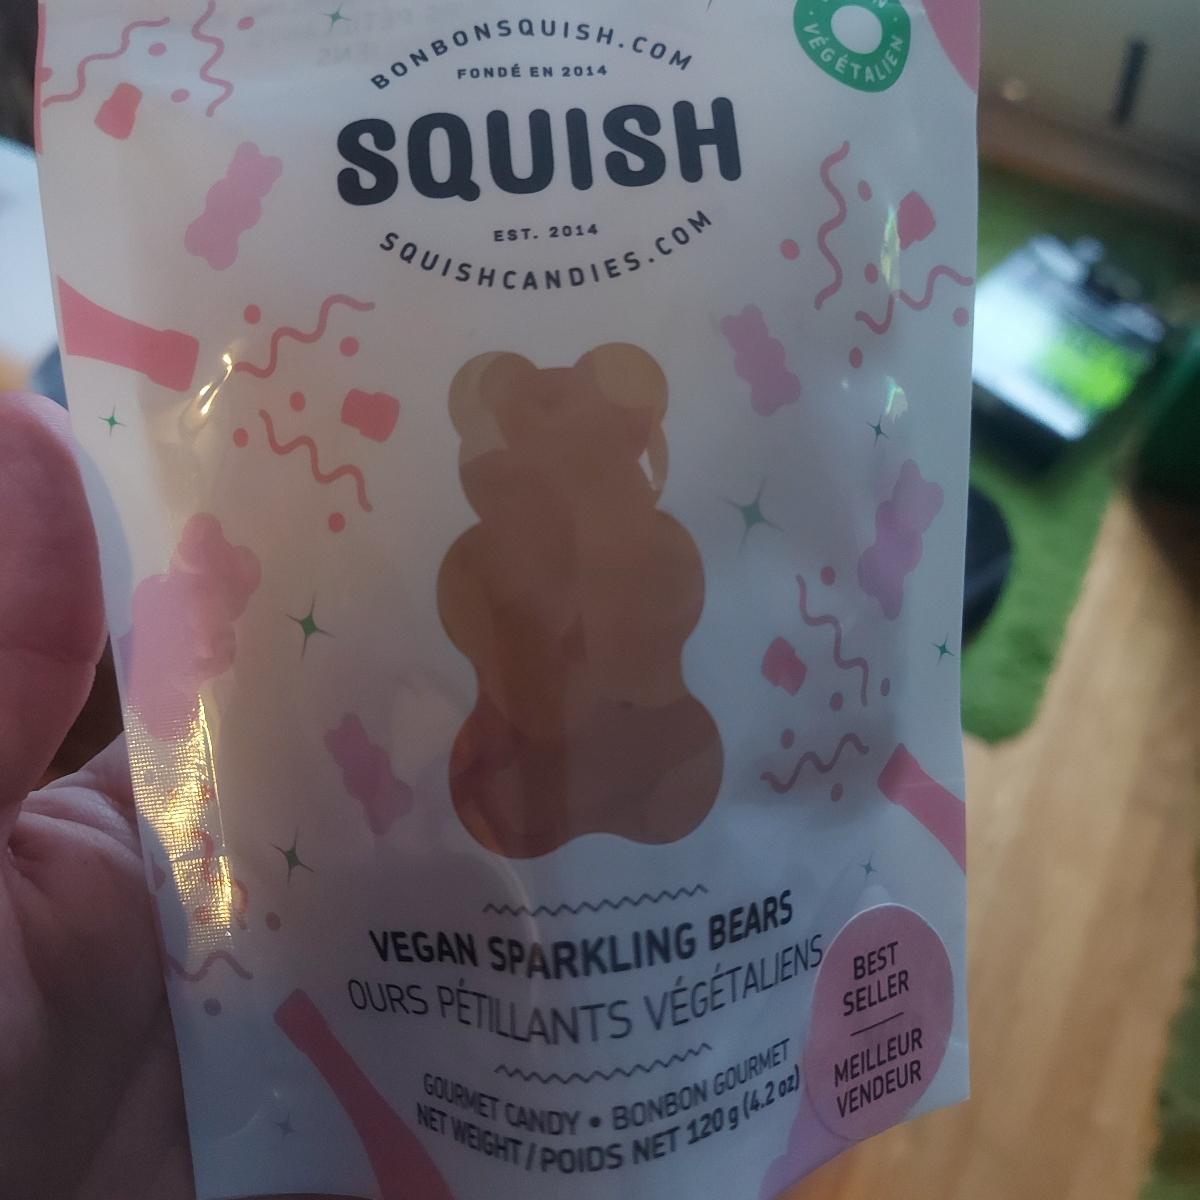 BONBONSQUISH.COM
FONDÉ EN 2014
SQUISH
EST. 2014
SQUISHCANDIES.COM
VÉGÉTALIEN
VEGAN SPARKLING BEARS
OURS PÉTILLANTS VÉGÉTALIENS
GOURMET CANDY • BONBON GOURMET
NET WEIGHT / POIDS NET 120 g (4.2 oz)
BEST
SELLER
MEILLEUR
VENDEUR